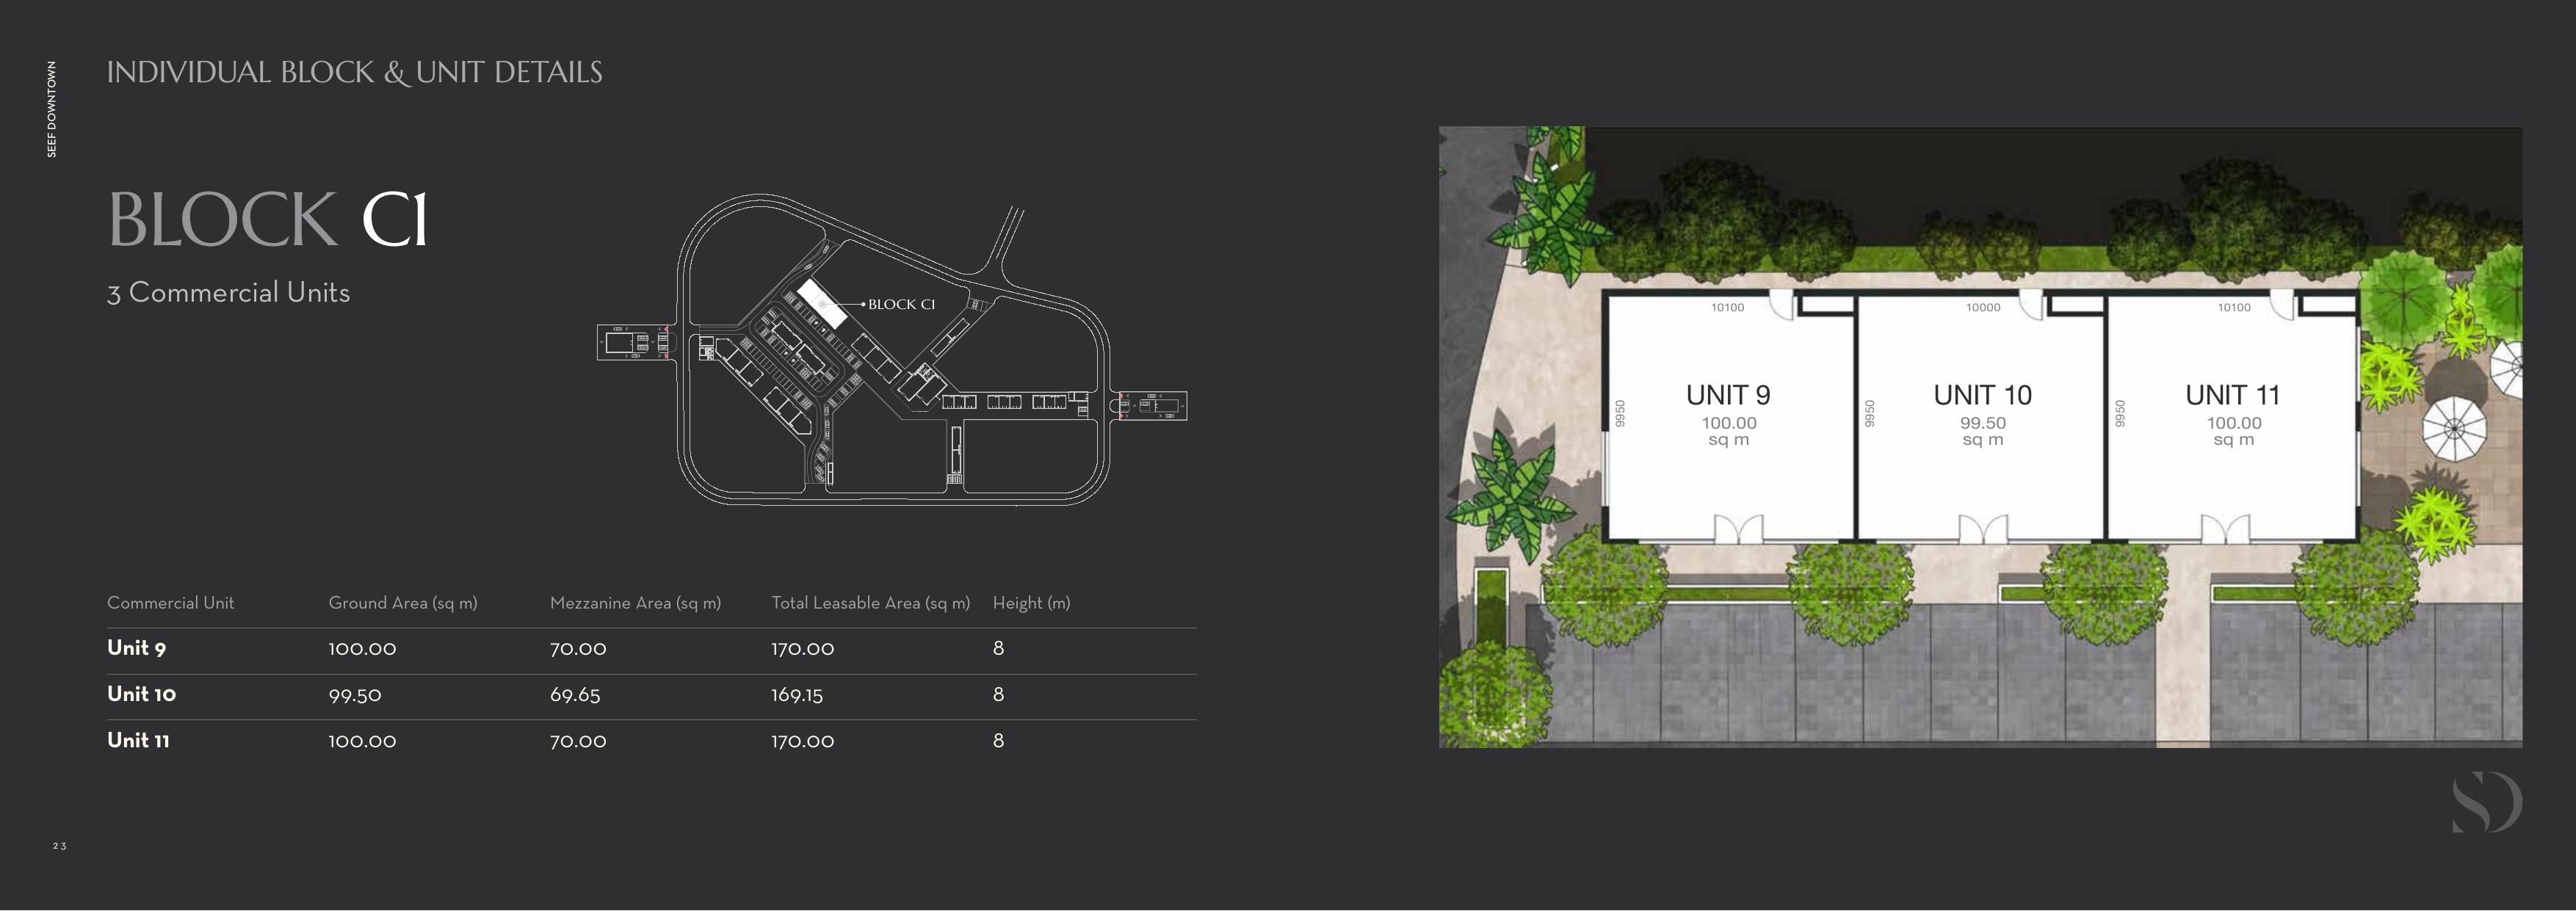 SEEF DOWNTOWN
INDIVIDUAL BLOCK & UNIT DETAILS
BLOCK C1
3 Commercial Units
BLOCK C1
Commercial Unit Ground Area (sq m) Mezzanine Area (sq m) Total Leasable Area (sq m) Height (m)
Unit 9 100.00 70.00 170.00 8
Unit 10 99.50 69.65 169.15 8
Unit 11 100.00 70.00 170.00 8
10100 10000 10100
UNIT 9 UNIT 10 UNIT 11
9950 9950 9950
100.00 99.50 100.00
sq m sq m sq m
SD
23